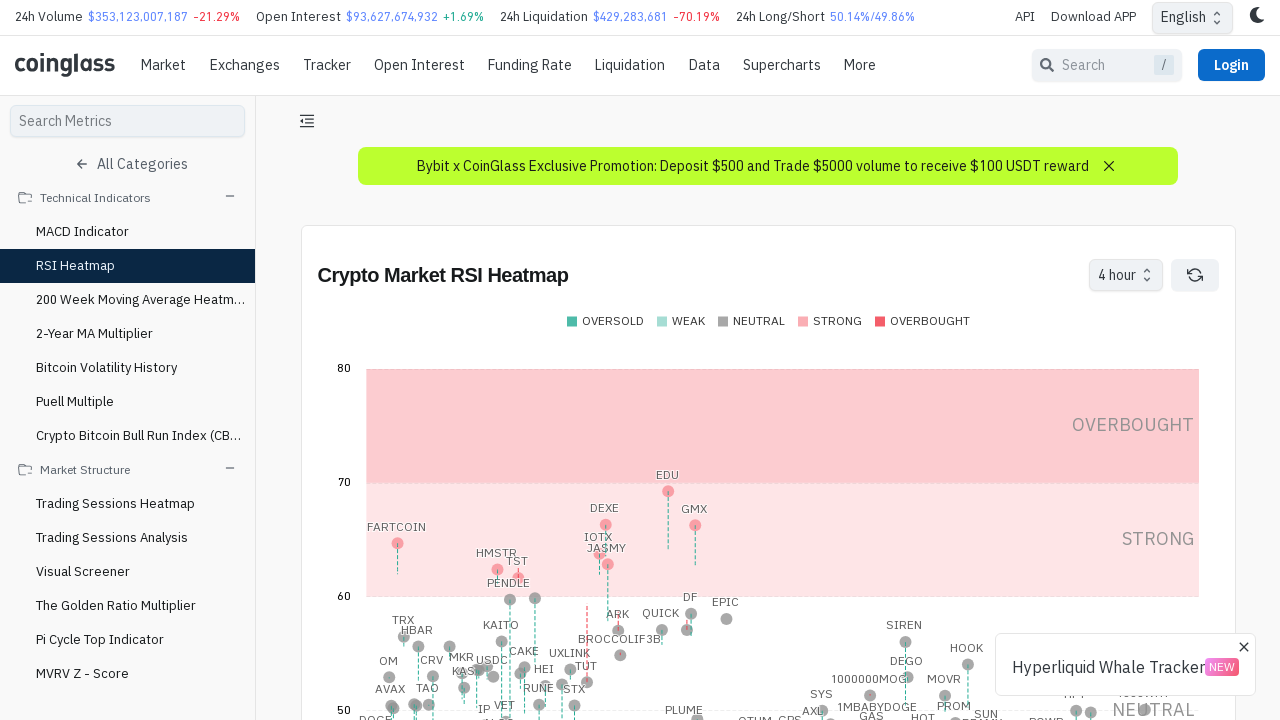 24h Volume $353,123,007,187 -21.29% Open Interest $93,627,674,932 +1.69% 24h Liquidation $429,283,681 -70.19% 24h Long/Short 50.14%/49.86% API Download APP English
coinglass Market Exchanges Tracker Open Interest Funding Rate Liquidation Data Supercharts More Search / Login
Search Metrics
All Categories
Technical Indicators
MACD Indicator
RSI Heatmap
200 Week Moving Average Heatm...
2-Year MA Multiplier
Bitcoin Volatility History
Puell Multiple
Crypto Bitcoin Bull Run Index (CB...
Market Structure
Trading Sessions Heatmap
Trading Sessions Analysis
Visual Screener
The Golden Ratio Multiplier
Pi Cycle Top Indicator
MVRV Z - Score
Bybit x CoinGlass Exclusive Promotion: Deposit $500 and Trade $5000 volume to receive $100 USDT reward
Crypto Market RSI Heatmap
4 hour
OVERSOLD WEAK NEUTRAL STRONG OVERBOUGHT
80
OVERBOUGHT
EDU
70
DEXE GMX
FARTCOIN
IOTX
STRONG
JASMY
HMSTR
TST
PENDLE
60
DF EPIC
ARK QUICK
TRX
KAITO SIREN
HBAR
BROCCOLIF3B
HOOK
CAKE UXLINK
OM CRV MKR USDC DEGO
TUT
HEI
1000000MOG MOVR
AVAX TAO RUNE STX
SYS
VET 1MBABYDOGE PROM
50 IP PLUME AXL NEUTRAL
GAS HOT SUN
Hyperliquid Whale Tracker NEW